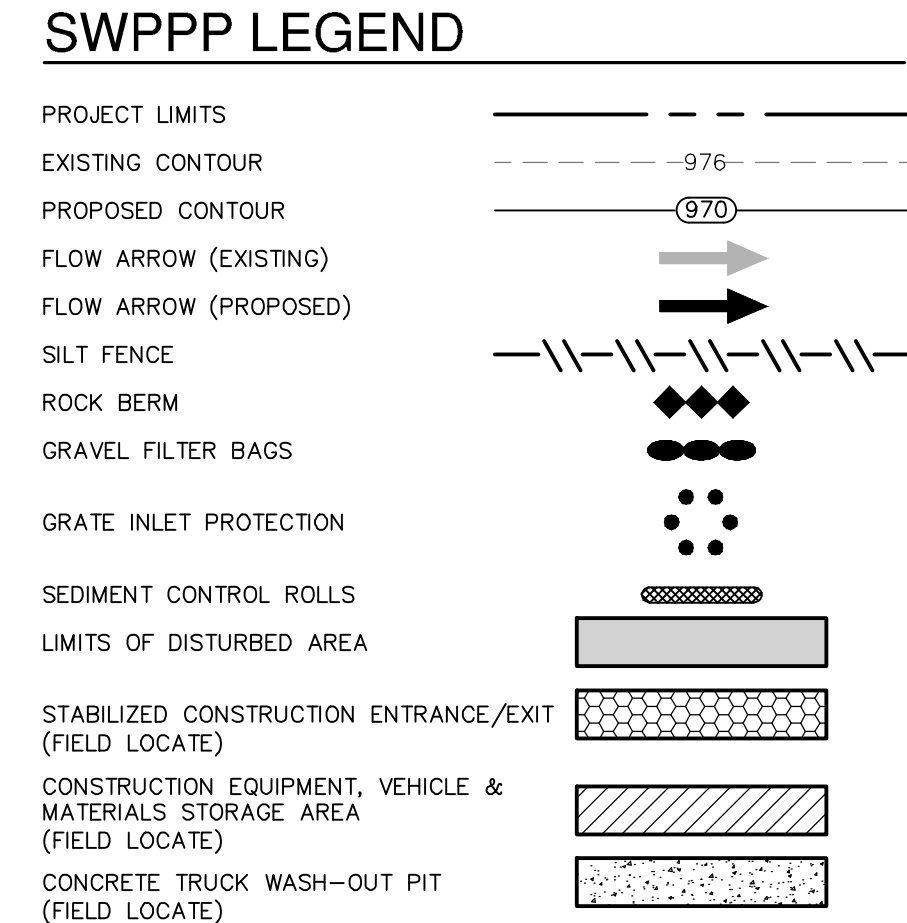 SWPPP LEGEND
PROJECT LIMITS
EXISTING CONTOUR 976
PROPOSED CONTOUR 970
FLOW ARROW (EXISTING)
FLOW ARROW (PROPOSED)
SILT FENCE
ROCK BERM
GRAVEL FILTER BAGS
GRATE INLET PROTECTION
SEDIMENT CONTROL ROLLS
LIMITS OF DISTURBED AREA
STABILIZED CONSTRUCTION ENTRANCE/EXIT
(FIELD LOCATE)
CONSTRUCTION EQUIPMENT, VEHICLE &
MATERIALS STORAGE AREA
(FIELD LOCATE)
CONCRETE TRUCK WASH-OUT PIT
(FIELD LOCATE)